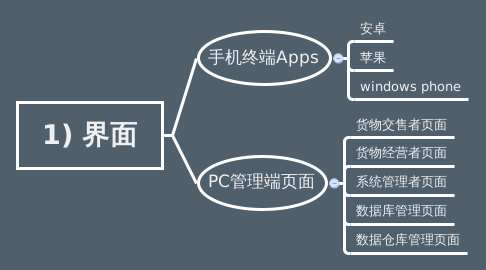 1) 界面
手机终端Apps
安卓
苹果
windows phone
PC管理端页面
货物交售者页面
货物经营者页面
系统管理者页面
数据库管理页面
数据仓库管理页面